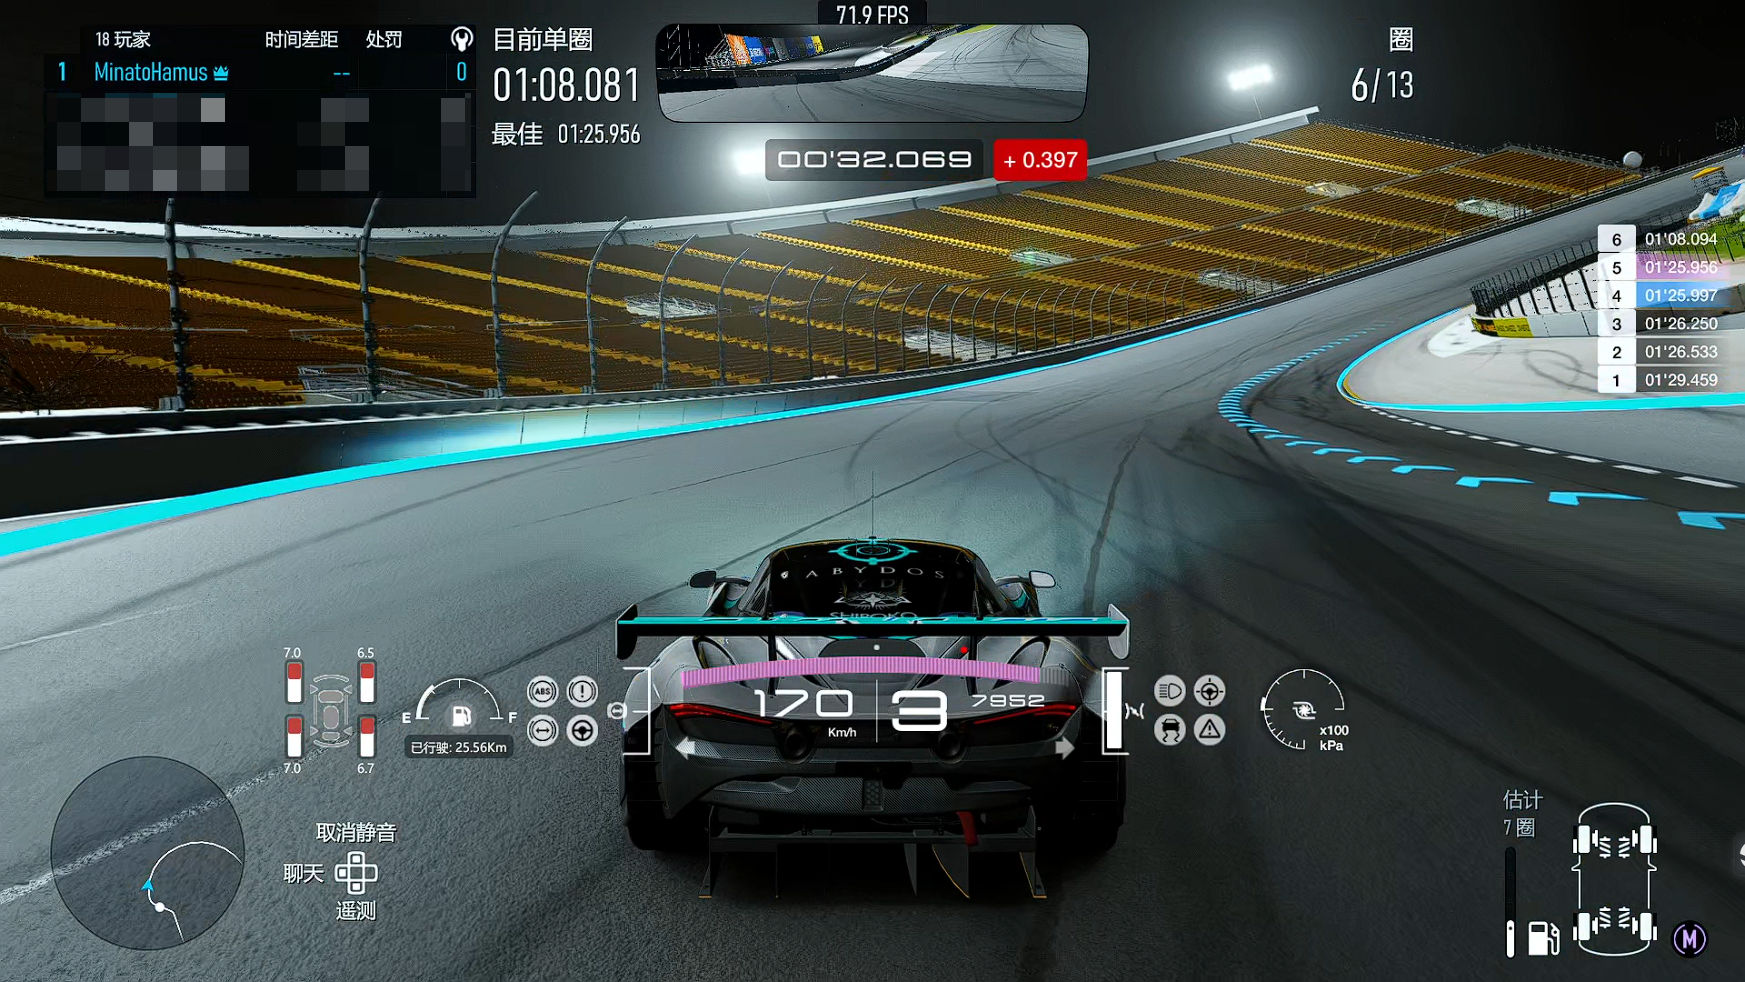 71.9 FPS
18 玩家 时间差距 处罚
1 MinatoHamus -- 0
目前单圈
01:08.081
最佳 01:25.956
圈
6/13
00'32.069 + 0.397
6 01'08.094
5 01'25.956
4 01'25.997
3 01'26.250
2 01'26.533
1 01'29.459
ABYDOS
SHIROKO
7.0 6.5
7.0 6.7
E F
已行驶: 25.56Km
ABS
170 Km/h
3
7952
x100 kPa
取消静音
聊天
遥测
估计
7 圈
M